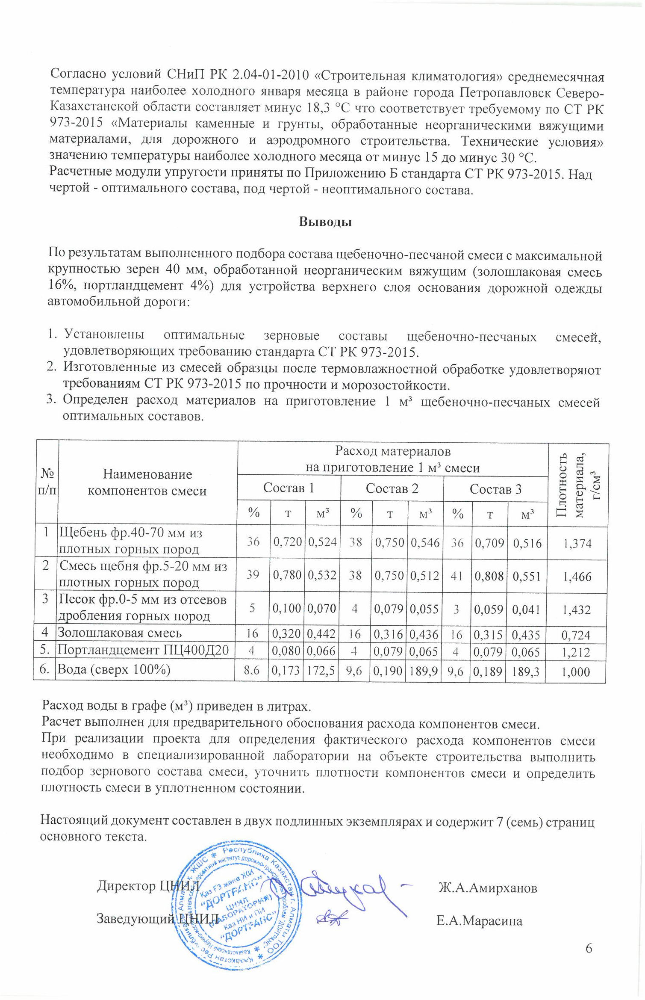 Согласно условий СНиП РК 2.04-01-2010 «Строительная климатология» среднемесячная
температура наиболее холодного января месяца в районе города Петропавловск Северо-
Казахстанской области составляет минус 18,3 °С что соответствует требуемому по СТ РК
973-2015 «Материалы каменные и грунты, обработанные неорганическими вяжущими
материалами, для дорожного и аэродромного строительства. Технические условия»
значению температуры наиболее холодного месяца от минус 15 до минус 30 °С.
Расчетные модули упругости приняты по Приложению Б стандарта СТ РК 973-2015. Над
чертой - оптимального состава, под чертой - неоптимального состава.
Выводы
По результатам выполненного подбора состава щебеночно-песчаной смеси с максимальной
крупностью зерен 40 мм, обработанной неорганическим вяжущим (золошлаковая смесь
16%, портландцемент 4%) для устройства верхнего слоя основания дорожной одежды
автомобильной дороги:
1. Установлены оптимальные зерновые составы щебеночно-песчаных смесей,
удовлетворяющих требованию стандарта СТ РК 973-2015.
2. Изготовленные из смесей образцы после термовлажностной обработке удовлетворяют
требованиям СТ РК 973-2015 по прочности и морозостойкости.
3. Определен расход материалов на приготовление 1 м³ щебеночно-песчаных смесей
оптимальных составов.
№ п/п Наименование компонентов смеси Расход материалов на приготовление 1 м³ смеси Плотность материала, г/см³
Состав 1 Состав 2 Состав 3
% т м³ % т м³ % т м³
1 Щебень фр.40-70 мм из плотных горных пород 36 0,720 0,524 38 0,750 0,546 36 0,709 0,516 1,374
2 Смесь щебня фр.5-20 мм из плотных горных пород 39 0,780 0,532 38 0,750 0,512 41 0,808 0,551 1,466
3 Песок фр.0-5 мм из отсевов дробления горных пород 5 0,100 0,070 4 0,079 0,055 3 0,059 0,041 1,432
4 Золошлаковая смесь 16 0,320 0,442 16 0,316 0,436 16 0,315 0,435 0,724
5. Портландцемент ПЦ400Д20 4 0,080 0,066 4 0,079 0,065 4 0,079 0,065 1,212
6. Вода (сверх 100%) 8,6 0,173 172,5 9,6 0,190 189,9 9,6 0,189 189,3 1,000
Расход воды в графе (м³) приведен в литрах.
Расчет выполнен для предварительного обоснования расхода компонентов смеси.
При реализации проекта для определения фактического расхода компонентов смеси
необходимо в специализированной лаборатории на объекте строительства выполнить
подбор зернового состава смеси, уточнить плотности компонентов смеси и определить
плотность смеси в уплотненном состоянии.
Настоящий документ составлен в двух подлинных экземплярах и содержит 7 (семь) страниц
основного текста.
Директор ЦНИЛ Ж.А.Амирханов
Заведующий ЦНИЛ Е.А.Марасина
Республика Казахстан г. Алматы ТОО
Қаз ҒЗ және ЖИ
"ДОРТРАНС"
ЦНИЛ
(ЛАБОРАТОРИЯ)
Каз НИ и ПИ
"ДОРТРАНС"
6